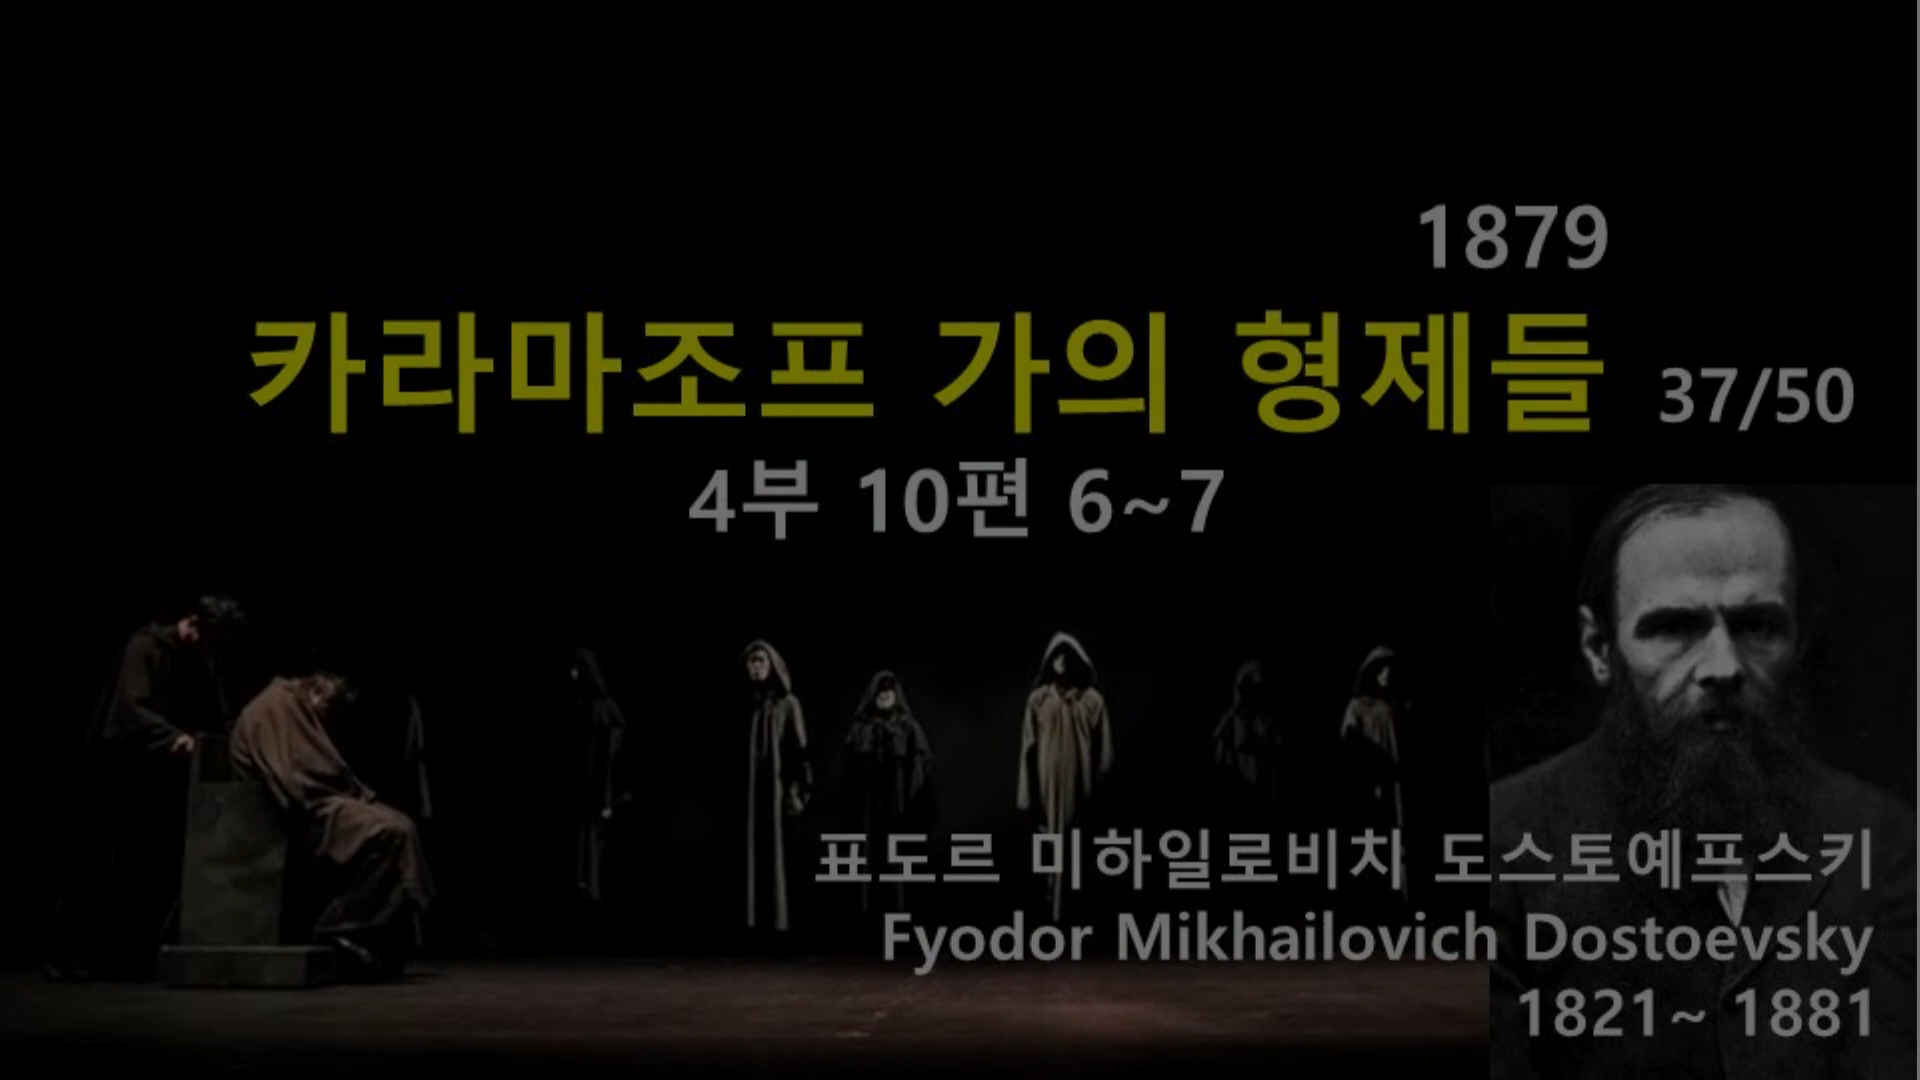 1879
카라마조프 가의 형제들 37/50
4부 10편 6~7
표도르 미하일로비치 도스토예프스키
Fyodor Mikhailovich Dostoevsky
1821~ 1881